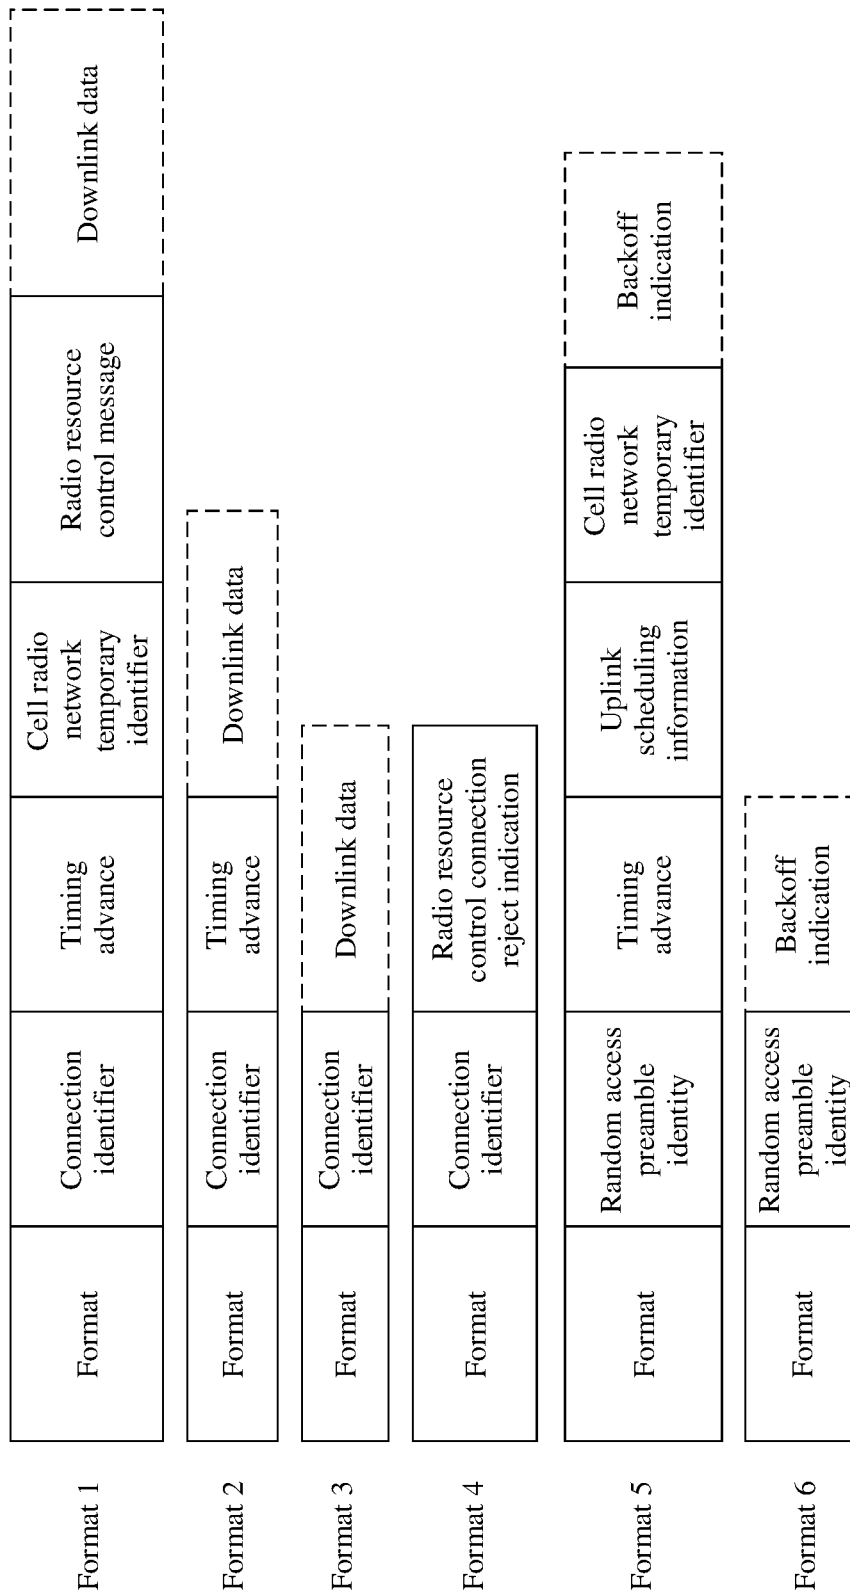 Format 1
Format
Connection
identifier
Timing
advance
Cell radio
network
temporary
identifier
Radio resource
control message
Downlink data
Format 2
Format
Connection
identifier
Timing
advance
Downlink data
Format 3
Format
Connection
identifier
Downlink data
Format 4
Format
Connection
identifier
Radio resource
control connection
reject indication
Format 5
Format
Random access
preamble
identity
Timing
advance
Uplink
scheduling
information
Cell radio
network
temporary
identifier
Backoff
indication
Format 6
Format
Random access
preamble
identity
Backoff
indication